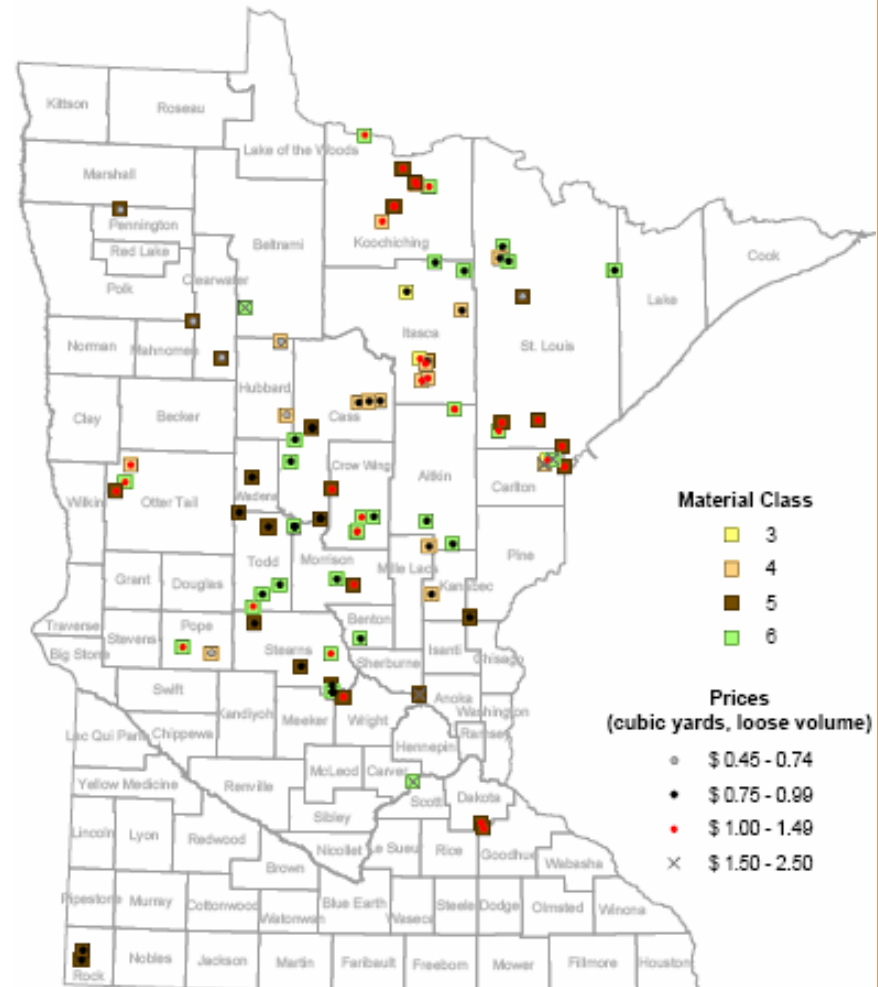 Kittson
Roseau
Lake of the Woods
Marshall
Pennington
Red Lake
Beltrami
Koochiching
Polk
Clearwater
Cook
Lake
Itasca
St. Louis
Norman
Mahnomen
Hubbard
Cass
Clay
Becker
Crow Wing
Aitkin
Carlton
Wilkin
Otter Tail
Wadena
Material Class
3
4
5
6
Pine
Todd
Morrison
Mille Lacs
Kanabec
Grant
Douglas
Traverse
Stevens
Pope
Benton
Big Stone
Stearns
Isanti
Chisago
Sherburne
Swift
Kandiyohi
Meeker
Wright
Anoka
Washington
Prices
(cubic yards, loose volume)
$ 0.45 - 0.74
$ 0.75 - 0.99
$ 1.00 - 1.49
$ 1.50 - 2.50
Lac Qui Parle
Chippewa
Hennepin
Ramsey
Yellow Medicine
Renville
McLeod
Carver
Scott
Dakota
Sibley
Lincoln
Lyon
Redwood
Nicollet
Le Sueur
Rice
Goodhue
Wabasha
Brown
Pipestone
Murray
Cottonwood
Watonwan
Blue Earth
Waseca
Steele
Dodge
Olmsted
Winona
Rock
Nobles
Jackson
Martin
Faribault
Freeborn
Mower
Fillmore
Houston